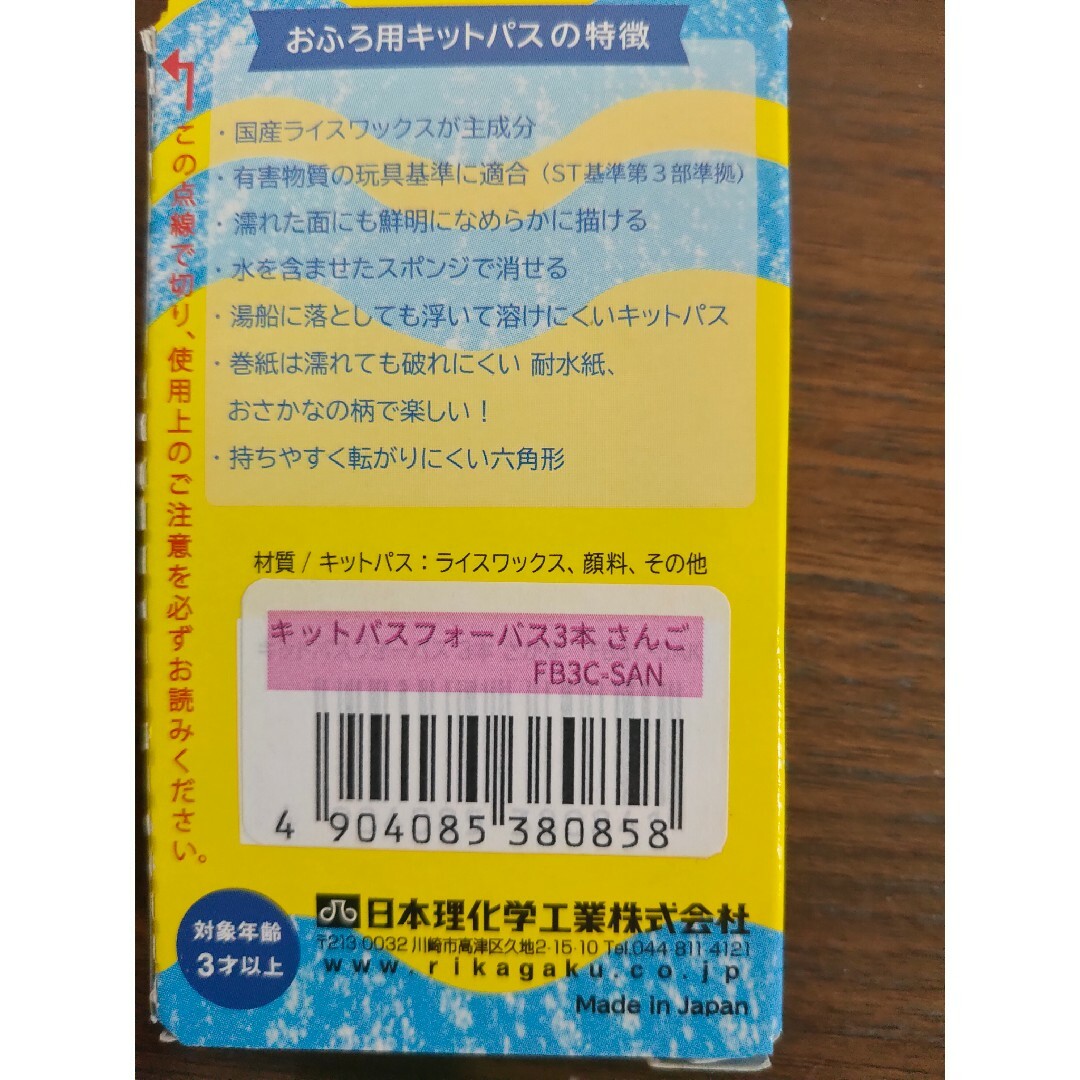 おふろ用キットパスの特徴
・国産ライスワックスが主成分
・有害物質の玩具基準に適合（ST基準第3部準拠）
・濡れた面にも鮮明になめらかに描ける
・水を含ませたスポンジで消せる
・湯船に落としても浮いて溶けにくいキットパス
・巻紙は濡れても破れにくい 耐水紙、
おさかなの柄で楽しい！
・持ちやすく転がりにくい六角形
この点線で切り、使用上のご注意を必ずお読みください。
材質 / キットパス：ライスワックス、顔料、その他
キットパスフォーバス3本 さんご
FB3C-SAN
4 904085 380858
対象年齢
3才以上
日本理化学工業株式会社
〒213-0032 川崎市高津区久地2-15-10 Tel.044-811-4121
www.rikagaku.co.jp
Made in Japan